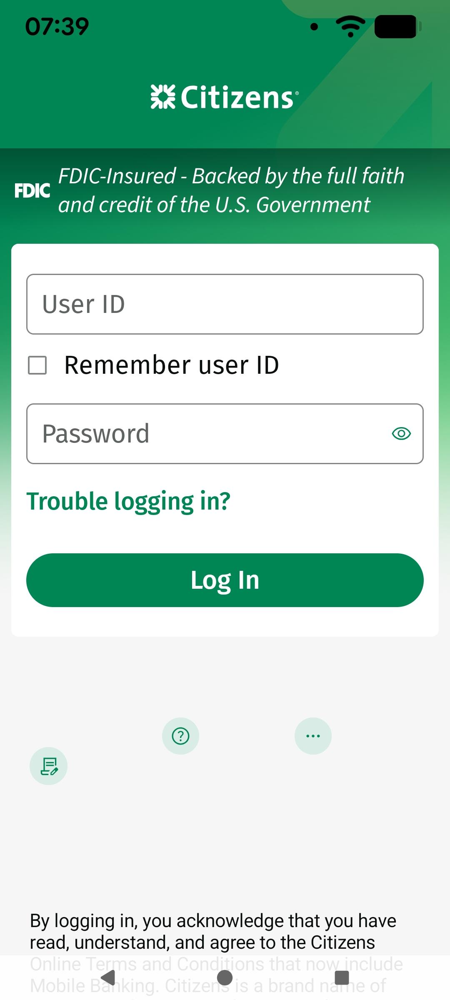 07:39
Citizens®
FDIC
FDIC-Insured - Backed by the full faith
and credit of the U.S. Government
User ID
Remember user ID
Password
Trouble logging in?
Log In
By logging in, you acknowledge that you have
read, understand, and agree to the Citizens
Online Terms and Conditions that now include
Mobile Banking. Citizens is a brand name of